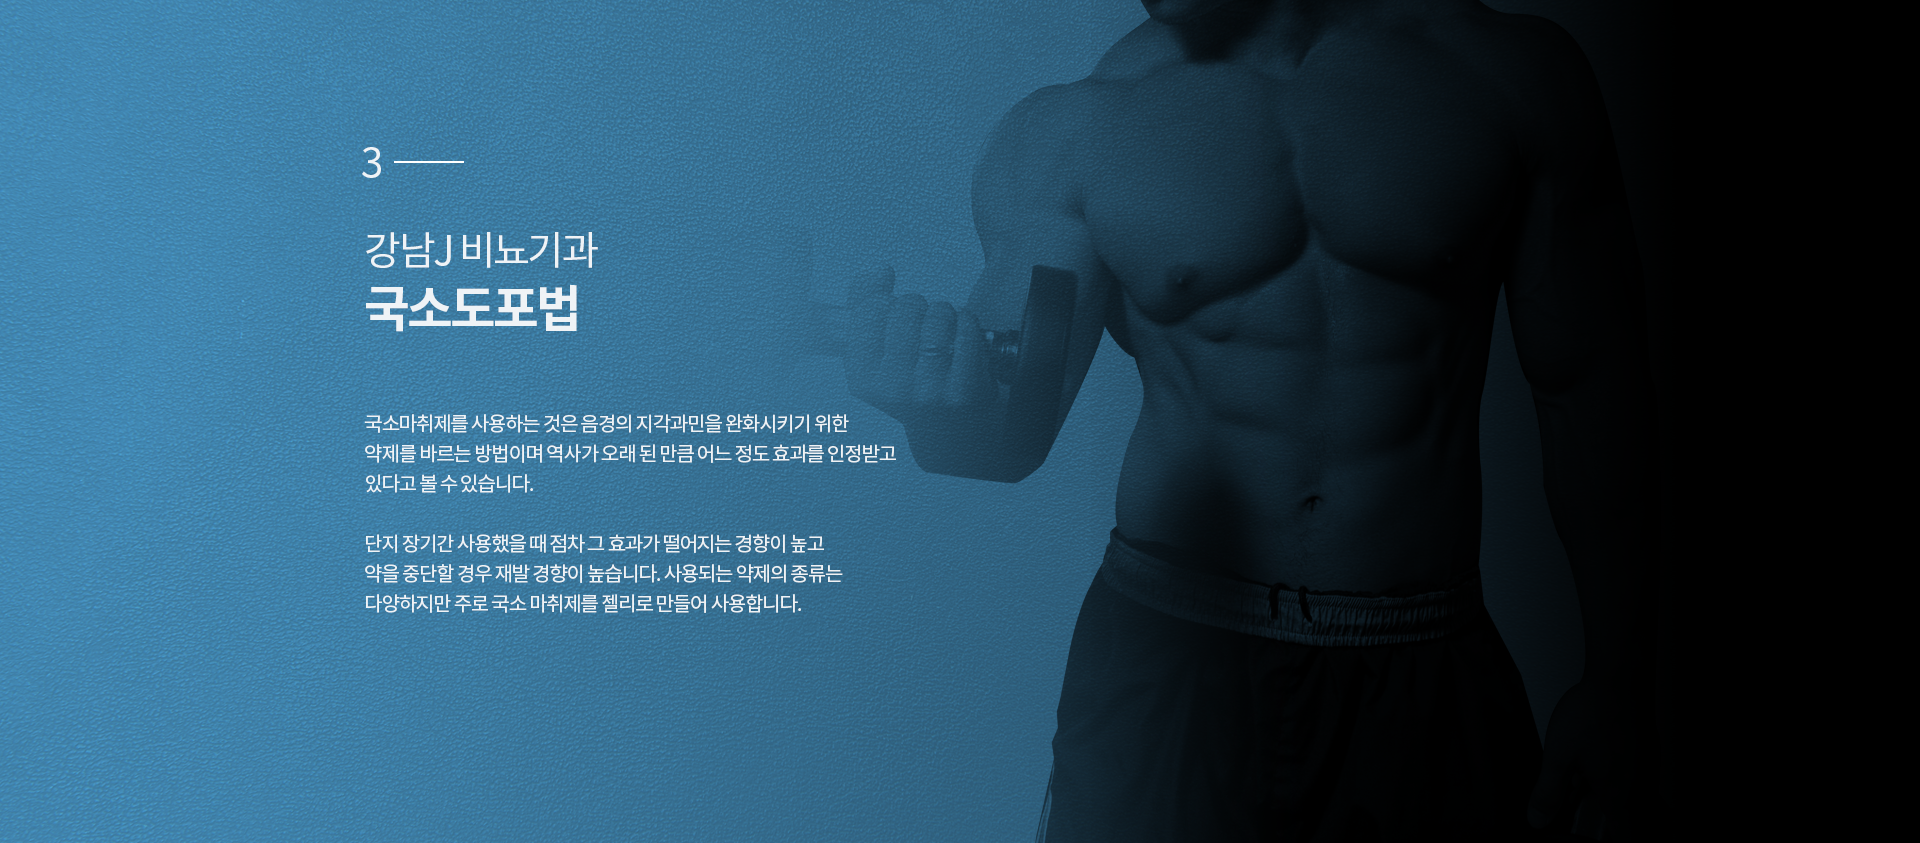 3
강남J 비뇨기과
국소도포법
국소마취제를 사용하는 것은 음경의 지각과민을 완화시키기 위한
약제를 바르는 방법이며 역사가 오래 된 만큼 어느 정도 효과를 인정받고
있다고 볼 수 있습니다.
단지 장기간 사용했을 때 점차 그 효과가 떨어지는 경향이 높고
약을 중단할 경우 재발 경향이 높습니다. 사용되는 약제의 종류는
다양하지만 주로 국소 마취제를 젤리로 만들어 사용합니다.